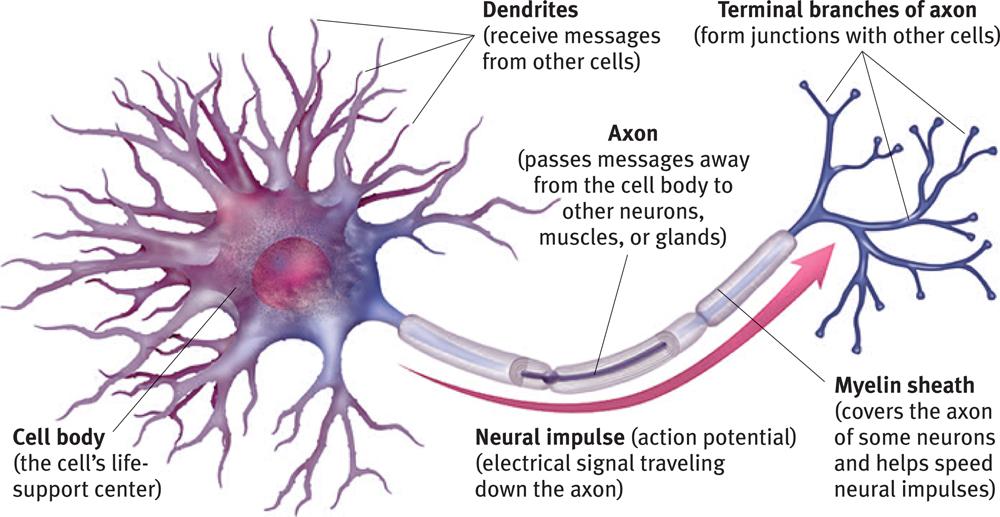 Dendrites
(receive messages
from other cells)
Terminal branches of axon
(form junctions with other cells)
Axon
(passes messages away
from the cell body to
other neurons,
muscles, or glands)
Cell body
(the cell’s life-
support center)
Neural impulse (action potential)
(electrical signal traveling
down the axon)
Myelin sheath
(covers the axon
of some neurons
and helps speed
neural impulses)